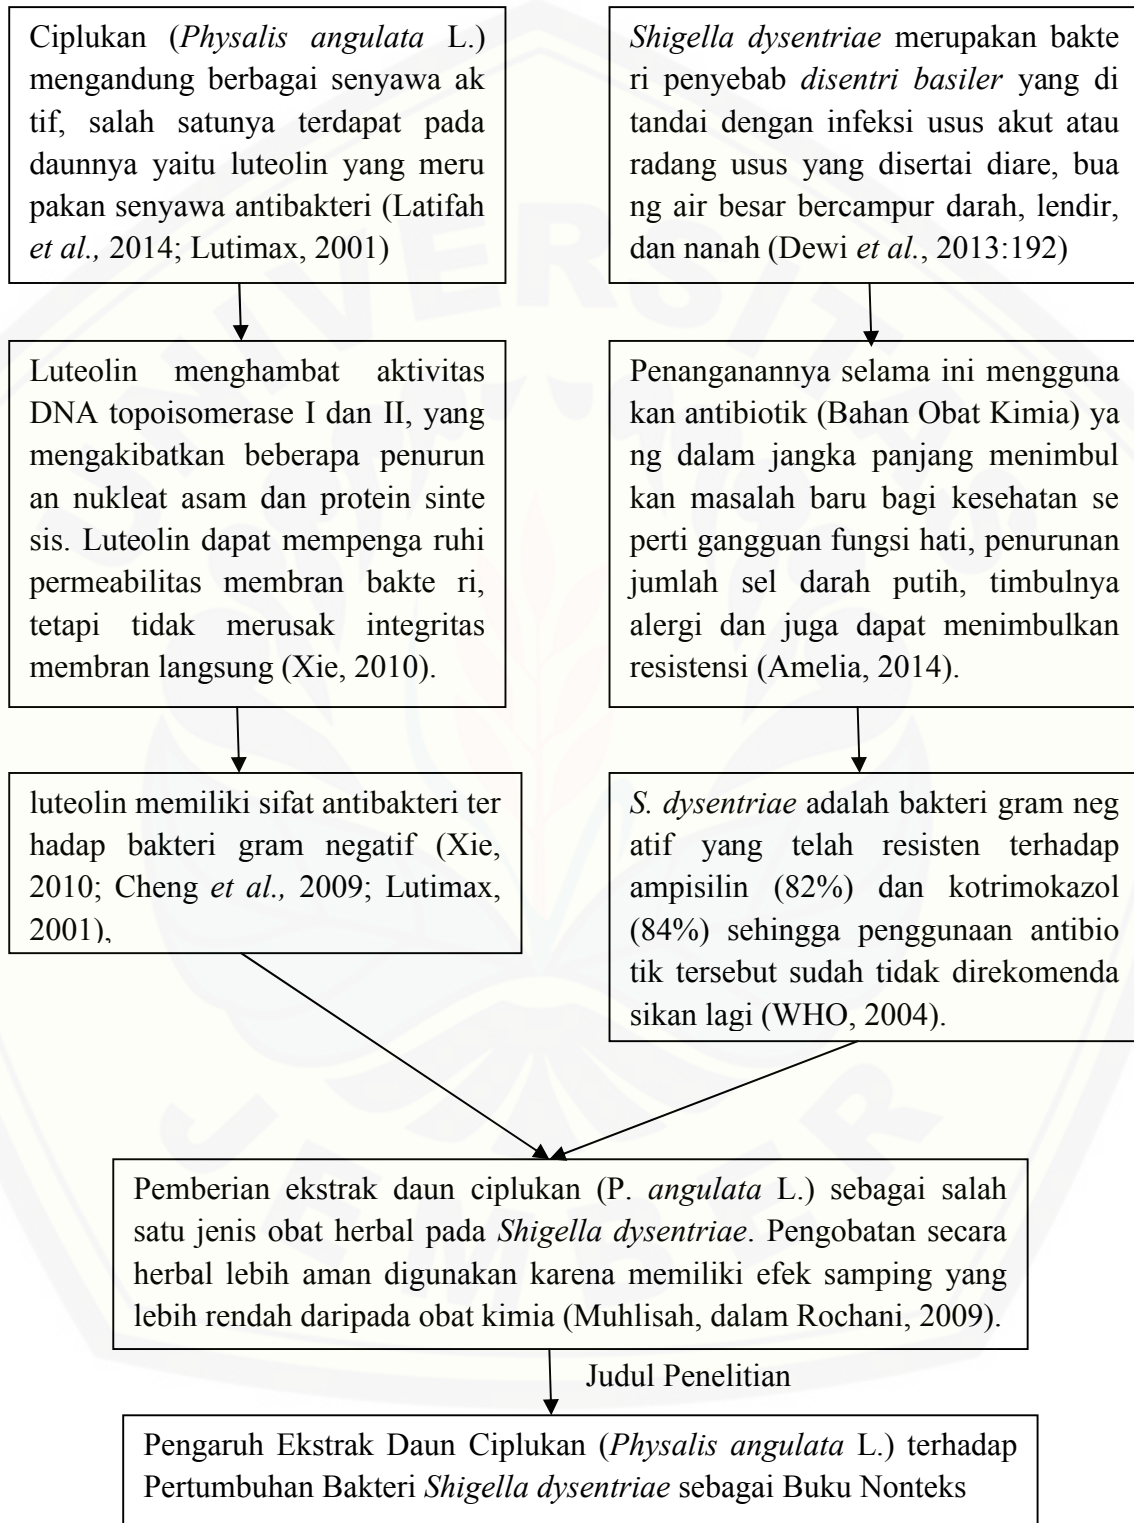 Ciplukan (Physalis angulata L.)
mengandung berbagai senyawa ak
tif, salah satunya terdapat pada
daunnya yaitu luteolin yang meru
pakan senyawa antibakteri (Latifah
et al., 2014; Lutimax, 2001)
Shigella dysentriae merupakan bakte
ri penyebab disentri basiler yang di
tandai dengan infeksi usus akut atau
radang usus yang disertai diare, bua
ng air besar bercampur darah, lendir,
dan nanah (Dewi et al., 2013:192)
Luteolin menghambat aktivitas
DNA topoisomerase I dan II, yang
mengakibatkan beberapa penurun
an nukleat asam dan protein sinte
sis. Luteolin dapat mempenga ruhi
permeabilitas membran bakte ri,
tetapi tidak merusak integritas
membran langsung (Xie, 2010).
Penanganannya selama ini mengguna
kan antibiotik (Bahan Obat Kimia) ya
ng dalam jangka panjang menimbul
kan masalah baru bagi kesehatan se
perti gangguan fungsi hati, penurunan
jumlah sel darah putih, timbulnya
alergi dan juga dapat menimbulkan
resistensi (Amelia, 2014).
luteolin memiliki sifat antibakteri ter
hadap bakteri gram negatif (Xie,
2010; Cheng et al., 2009; Lutimax,
2001),
S. dysentriae adalah bakteri gram neg
atif yang telah resisten terhadap
ampisilin (82%) dan kotrimokazol
(84%) sehingga penggunaan antibio
tik tersebut sudah tidak direkomenda
sikan lagi (WHO, 2004).
Pemberian ekstrak daun ciplukan (P. angulata L.) sebagai salah
satu jenis obat herbal pada Shigella dysentriae. Pengobatan secara
herbal lebih aman digunakan karena memiliki efek samping yang
lebih rendah daripada obat kimia (Muhlisah, dalam Rochani, 2009).
Judul Penelitian
Pengaruh Ekstrak Daun Ciplukan (Physalis angulata L.) terhadap
Pertumbuhan Bakteri Shigella dysentriae sebagai Buku Nonteks
UNIVERSITAS
JEMBER